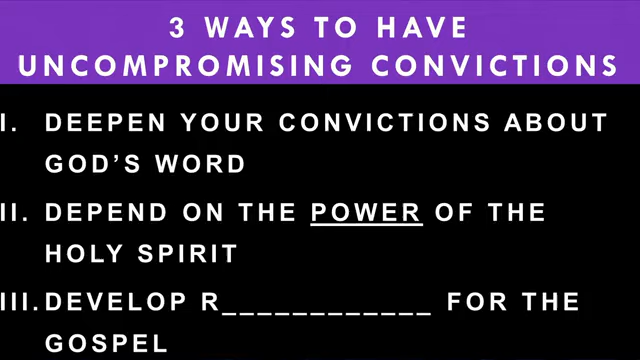 3 WAYS TO HAVE
UNCOMPROMISING CONVICTIONS
I. DEEPEN YOUR CONVICTIONS ABOUT
GOD'S WORD
II. DEPEND ON THE POWER OF THE
HOLY SPIRIT
III. DEVELOP R____________ FOR THE
GOSPEL